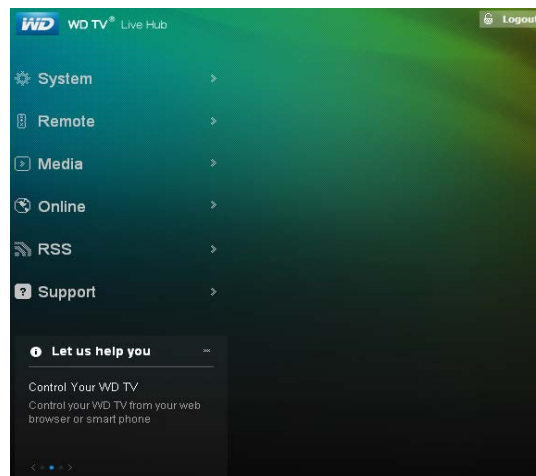 WD WD TV® Live Hub
Logout
System
Remote
Media
Online
RSS
Support
Let us help you
Control Your WD TV
Control your WD TV from your web
browser or smart phone